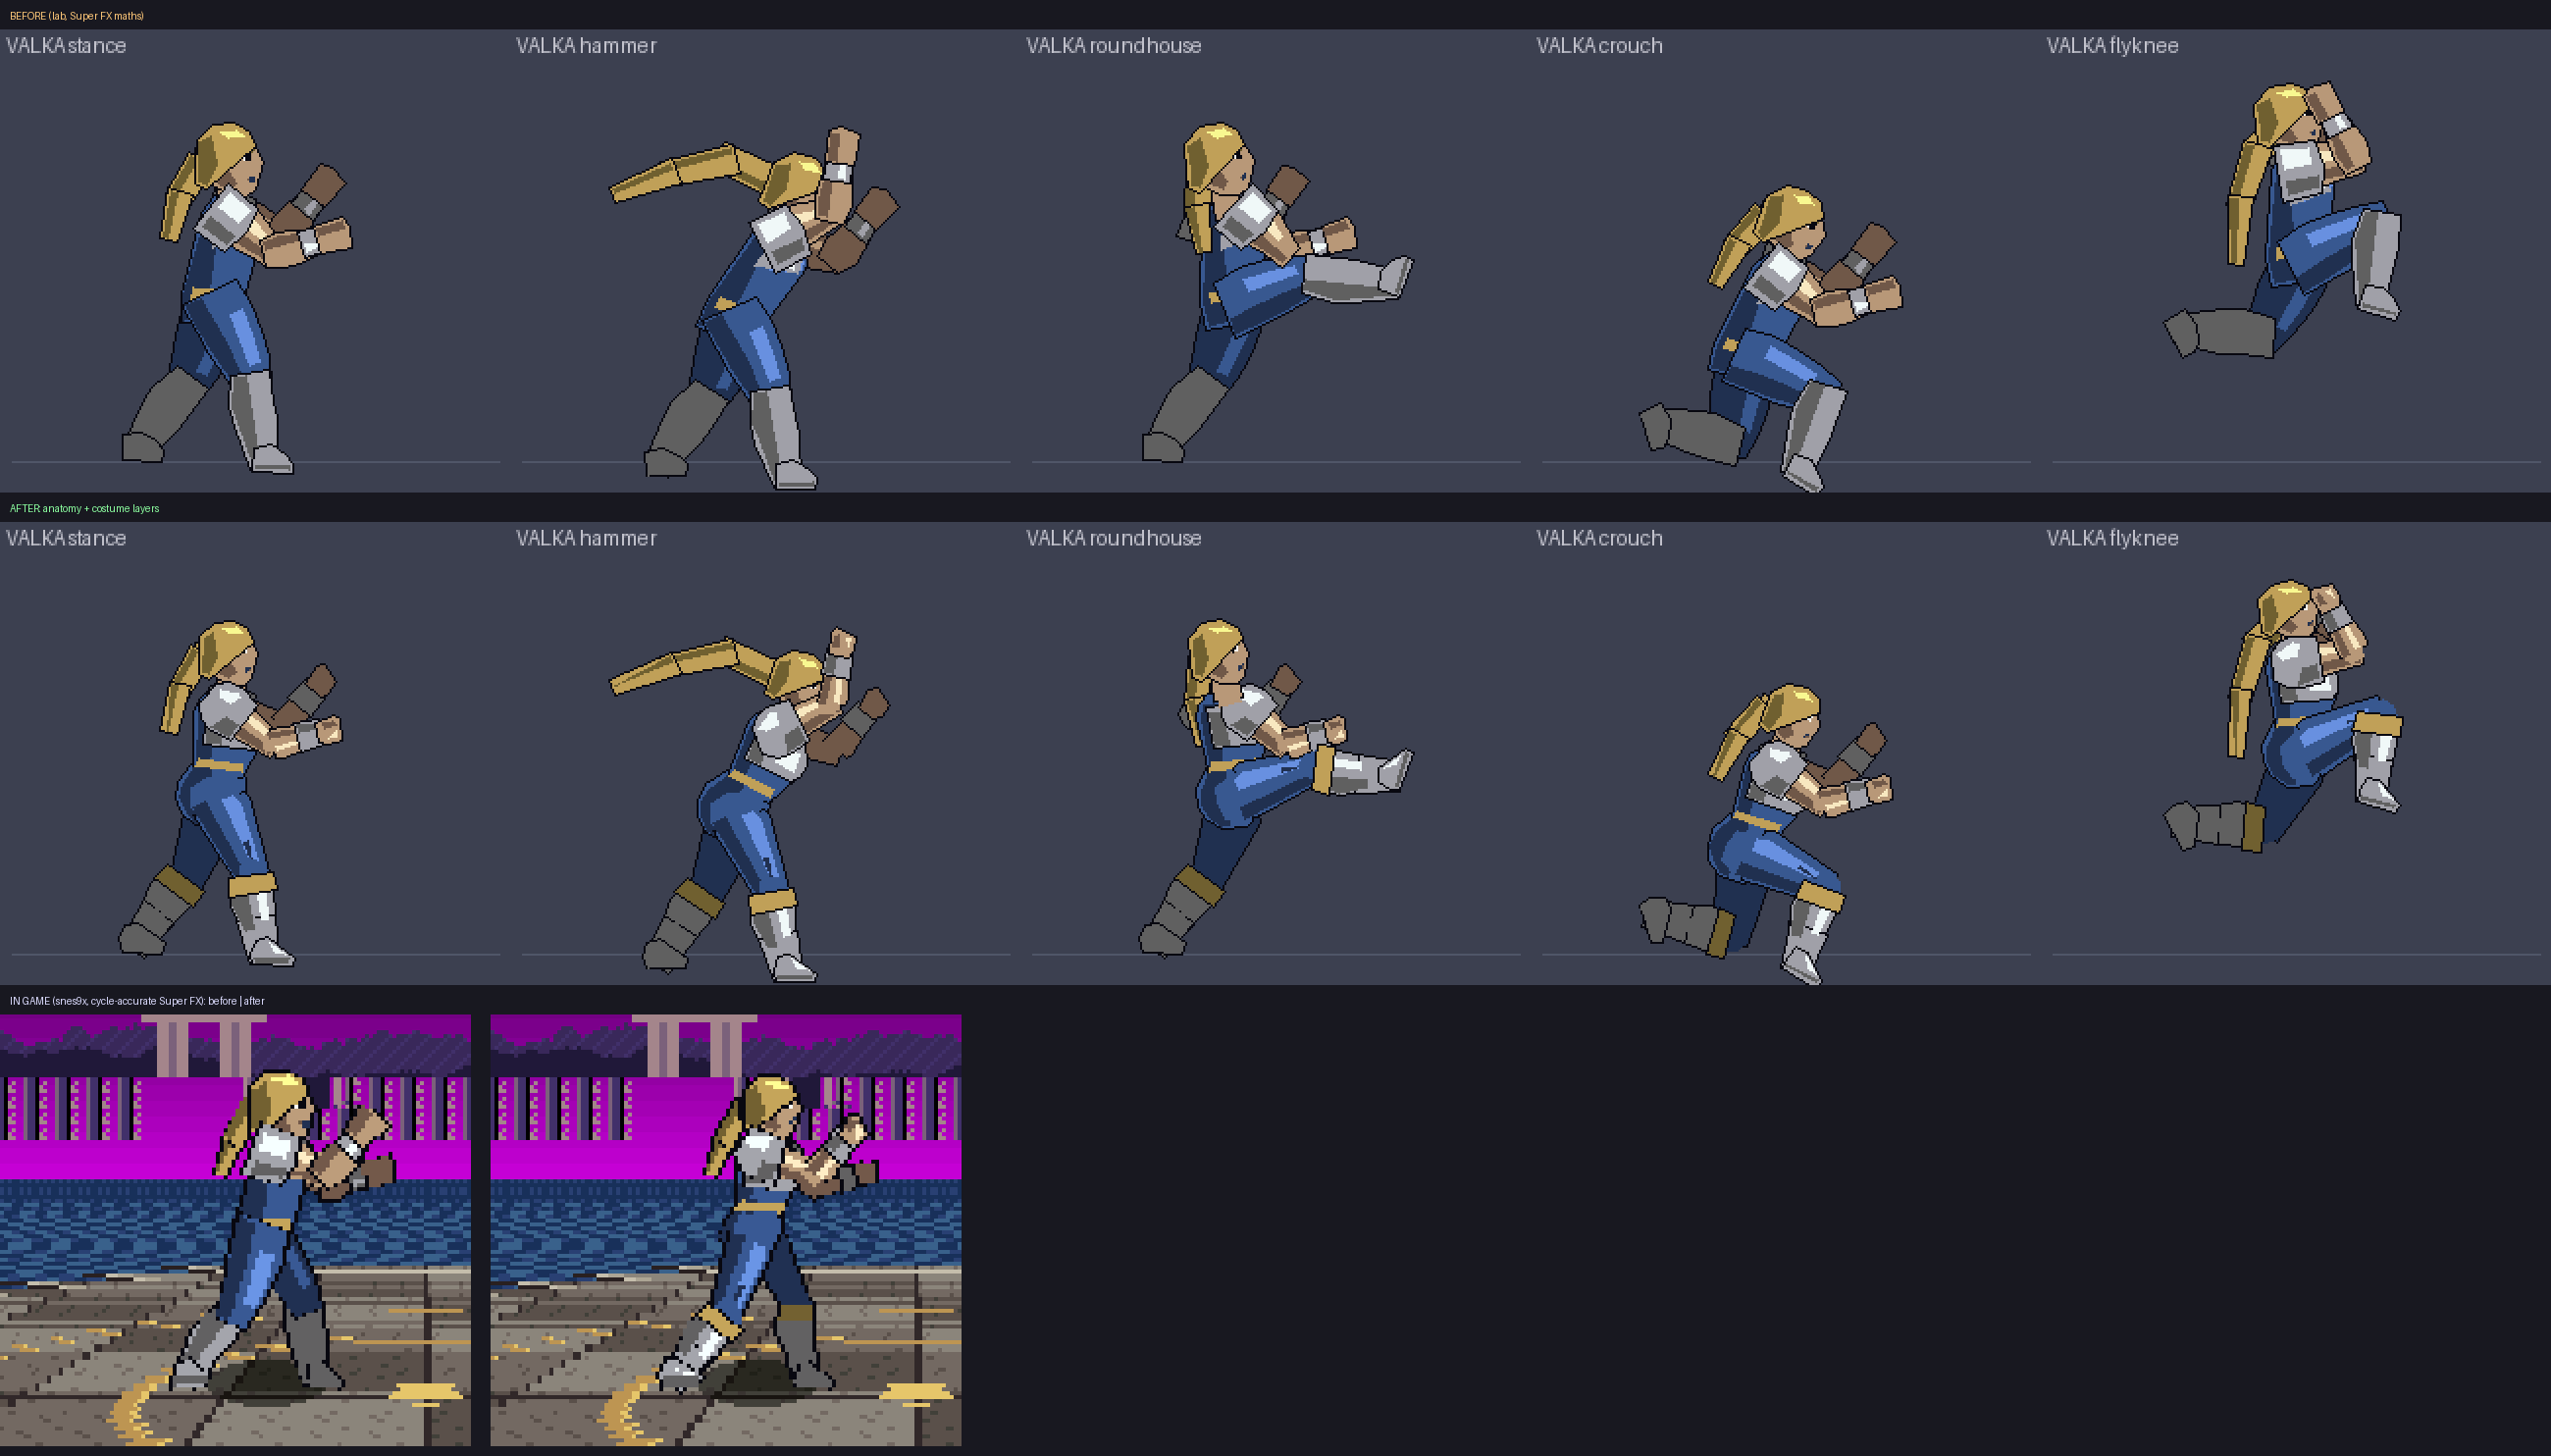 BEFORE (lab, Super FX maths)
VALKA stance
VALKA hammer
VALKA roundhouse
VALKA crouch
VALKA flyknee
AFTER anatomy + costume layers
VALKA stance
VALKA hammer
VALKA roundhouse
VALKA crouch
VALKA flyknee
IN GAME (snes9x, cycle-accurate Super FX): before | after